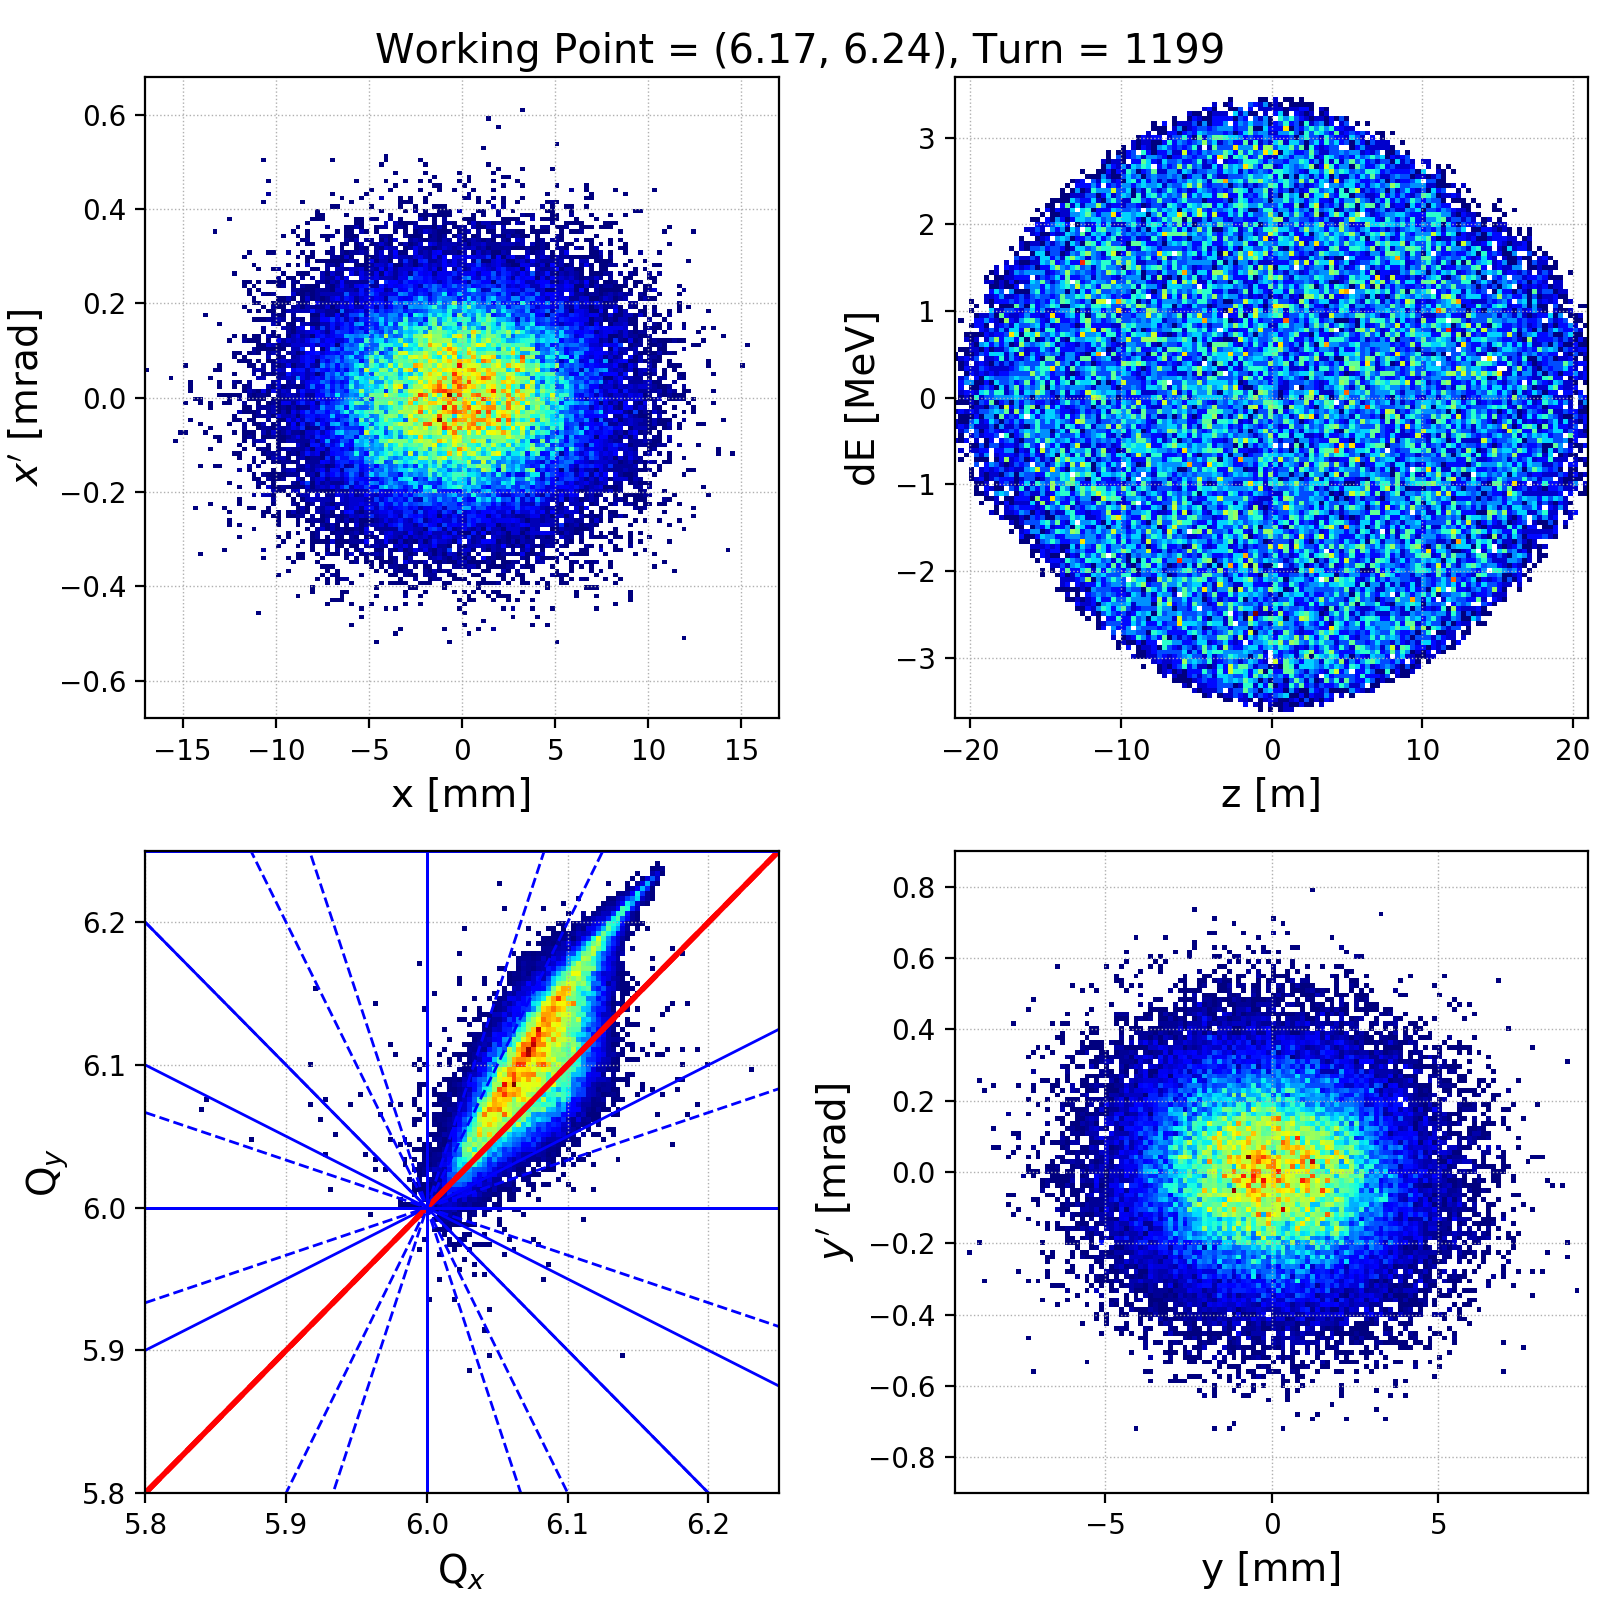 Working Point = (6.17, 6.24), Turn = 1199
0.6
0.4
0.2
0.0
−0.2
−0.4
−0.6
x′ [mrad]
−15 −10 −5 0 5 10 15
x [mm]
3
2
1
0
−1
−2
−3
dE [MeV]
−20 −10 0 10 20
z [m]
6.2
6.1
6.0
5.9
5.8
Qy
5.8 5.9 6.0 6.1 6.2
Qx
0.8
0.6
0.4
0.2
0.0
−0.2
−0.4
−0.6
−0.8
y′ [mrad]
−5 0 5
y [mm]